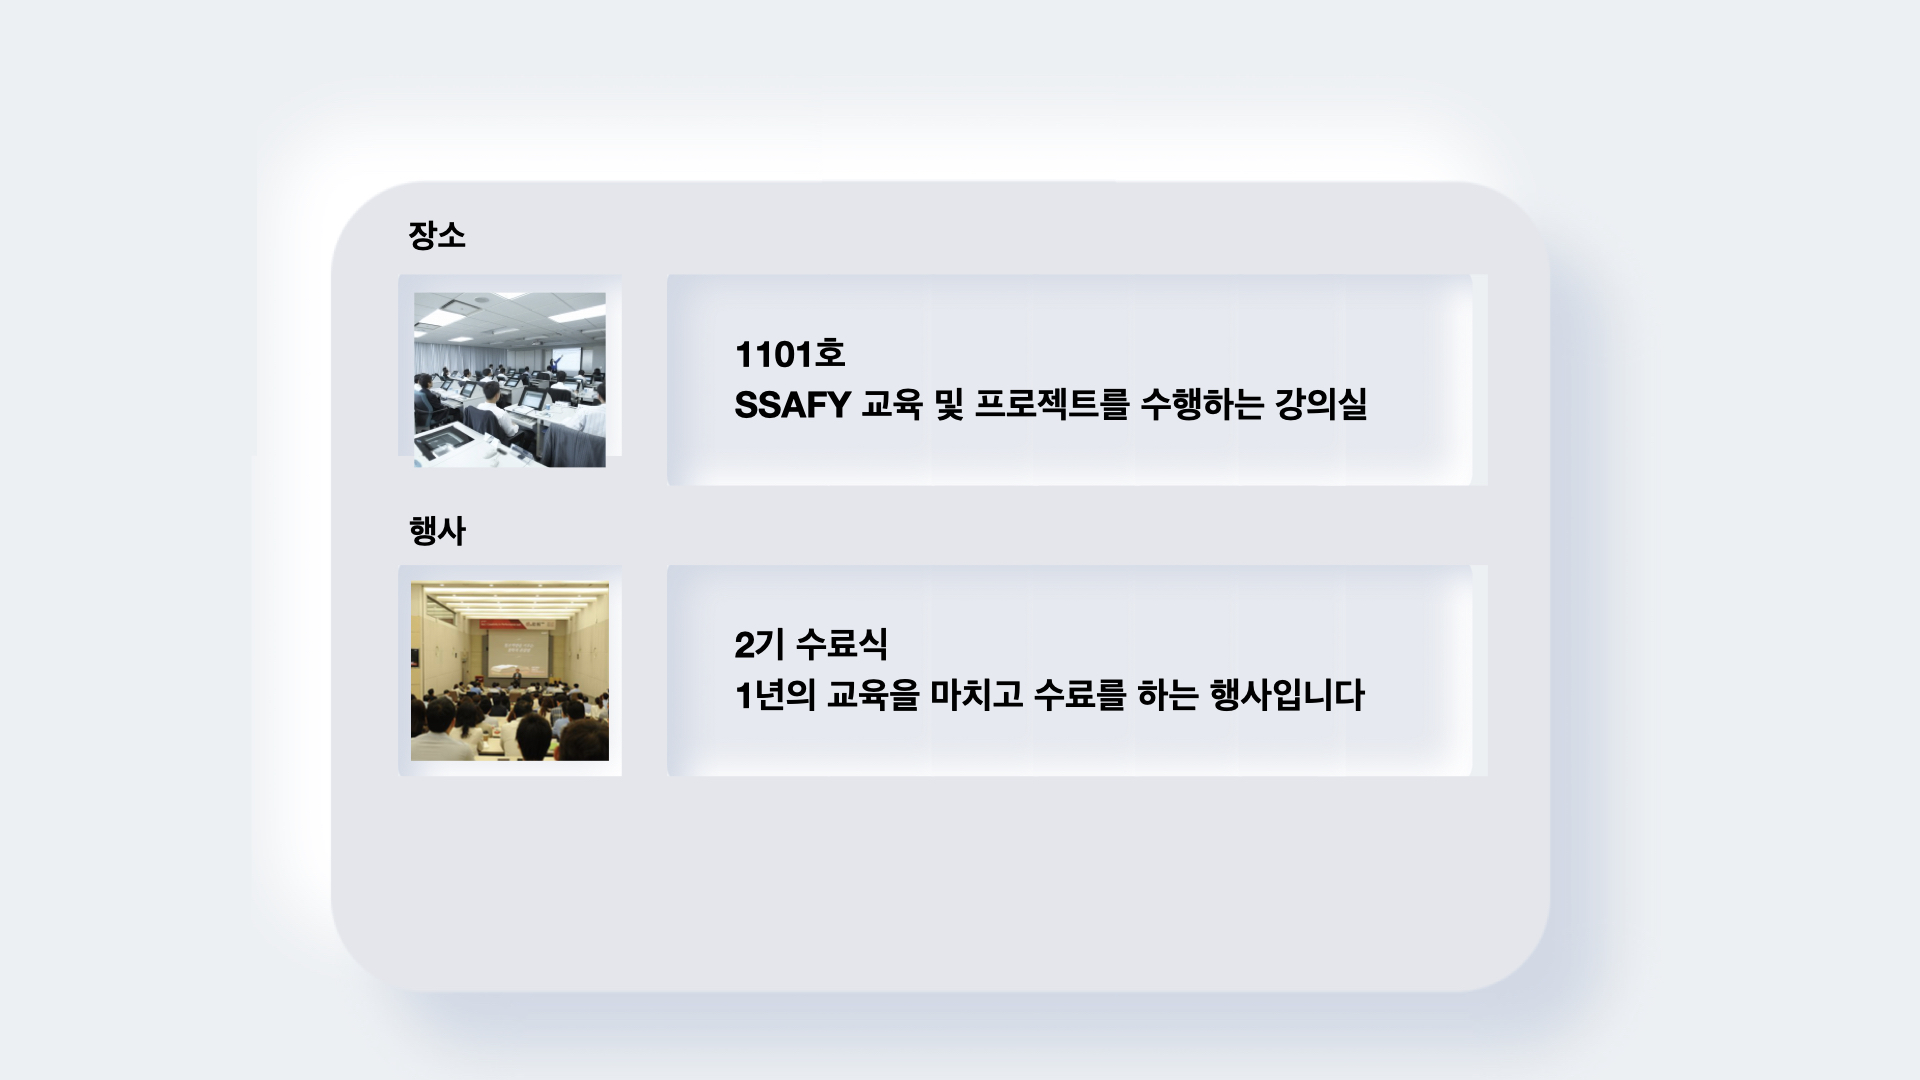 장소
1101호
SSAFY 교육 및 프로젝트를 수행하는 강의실
행사
2기 수료식
1년의 교육을 마치고 수료를 하는 행사입니다